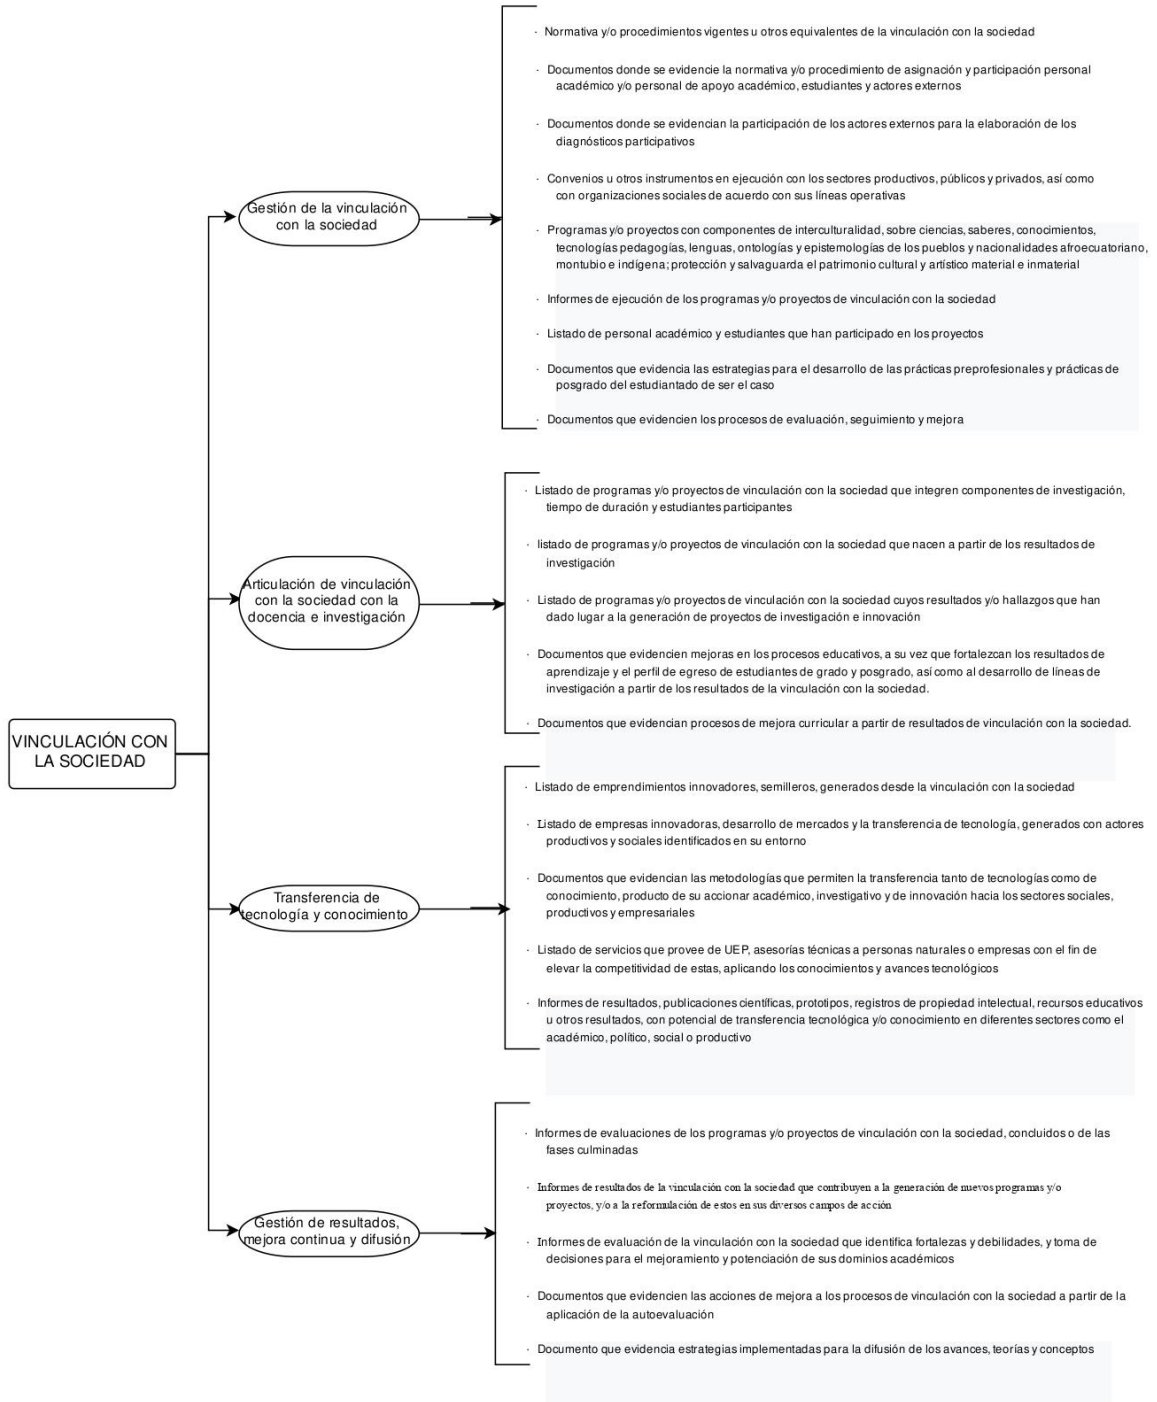 VINCULACIÓN CON
LA SOCIEDAD
Gestión de la vinculación
con la sociedad
· Normativa y/o procedimientos vigentes u otros equivalentes de la vinculación con la sociedad
· Documentos donde se evidencie la normativa y/o procedimiento de asignación y participación personal
académico y/o personal de apoyo académico, estudiantes y actores externos
· Documentos donde se evidencian la participación de los actores externos para la elaboración de los
diagnósticos participativos
· Convenios u otros instrumentos en ejecución con los sectores productivos, públicos y privados, así como
con organizaciones sociales de acuerdo con sus líneas operativas
· Programas y/o proyectos con componentes de interculturalidad, sobre ciencias, saberes, conocimientos,
tecnologías pedagogías, lenguas, ontologías y epistemologías de los pueblos y nacionalidades afroecuatoriano,
montubio e indígena; protección y salvaguarda el patrimonio cultural y artístico material e inmaterial
· Informes de ejecución de los programas y/o proyectos de vinculación con la sociedad
· Listado de personal académico y estudiantes que han participado en los proyectos
· Documentos que evidencia las estrategias para el desarrollo de las prácticas preprofesionales y prácticas de
posgrado del estudiantado de ser el caso
· Documentos que evidencien los procesos de evaluación, seguimiento y mejora
Articulación de vinculación
con la sociedad con la
docencia e investigación
· Listado de programas y/o proyectos de vinculación con la sociedad que integren componentes de investigación,
tiempo de duración y estudiantes participantes
· listado de programas y/o proyectos de vinculación con la sociedad que nacen a partir de los resultados de
investigación
· Listado de programas y/o proyectos de vinculación con la sociedad cuyos resultados y/o hallazgos que han
dado lugar a la generación de proyectos de investigación e innovación
· Documentos que evidencien mejoras en los procesos educativos, a su vez que fortalezcan los resultados de
aprendizaje y el perfil de egreso de estudiantes de grado y posgrado, así como al desarrollo de líneas de
investigación a partir de los resultados de la vinculación con la sociedad.
· Documentos que evidencian procesos de mejora curricular a partir de resultados de vinculación con la sociedad.
Transferencia de
tecnología y conocimiento
· Listado de emprendimientos innovadores, semilleros, generados desde la vinculación con la sociedad
· Listado de empresas innovadoras, desarrollo de mercados y la transferencia de tecnología, generados con actores
productivos y sociales identificados en su entorno
· Documentos que evidencian las metodologías que permiten la transferencia tanto de tecnologías como de
conocimiento, producto de su accionar académico, investigativo y de innovación hacia los sectores sociales,
productivos y empresariales
· Listado de servicios que provee de UEP, asesorías técnicas a personas naturales o empresas con el fin de
elevar la competitividad de estas, aplicando los conocimientos y avances tecnológicos
· Informes de resultados, publicaciones científicas, prototipos, registros de propiedad intelectual, recursos educativos
u otros resultados, con potencial de transferencia tecnológica y/o conocimiento en diferentes sectores como el
académico, político, social o productivo
Gestión de resultados,
mejora continua y difusión
· Informes de evaluaciones de los programas y/o proyectos de vinculación con la sociedad, concluidos o de las
fases culminadas
· Informes de resultados de la vinculación con la sociedad que contribuyen a la generación de nuevos programas y/o
proyectos, y/o a la reformulación de estos en sus diversos campos de acción
· Informes de evaluación de la vinculación con la sociedad que identifica fortalezas y debilidades, y toma de
decisiones para el mejoramiento y potenciación de sus dominios académicos
· Documentos que evidencien las acciones de mejora a los procesos de vinculación con la sociedad a partir de la
aplicación de la autoevaluación
· Documento que evidencia estrategias implementadas para la difusión de los avances, teorías y conceptos